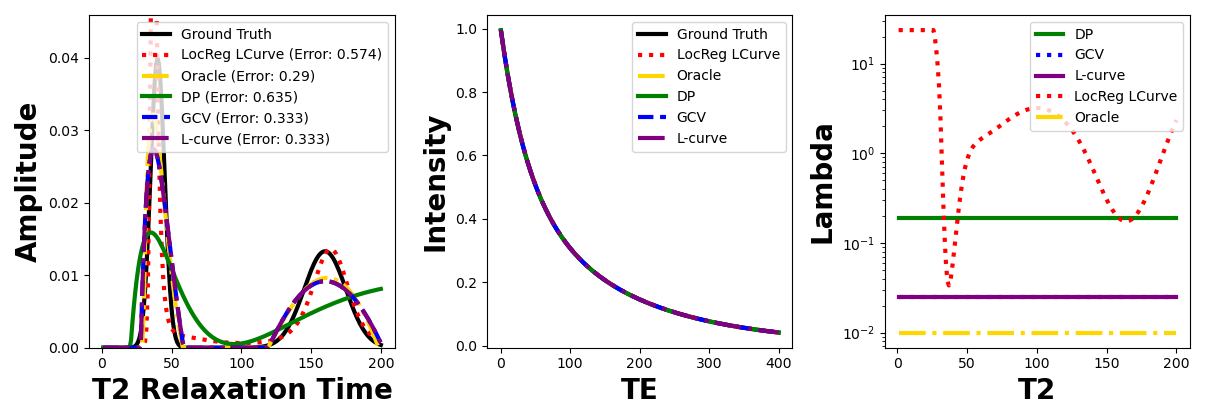 Amplitude
0.04
0.03
0.02
0.01
0.00
0
50
100
150
200
T2 Relaxation Time
Ground Truth
LocReg LCurve (Error: 0.574)
Oracle (Error: 0.29)
DP (Error: 0.635)
GCV (Error: 0.333)
L-curve (Error: 0.333)
Intensity
1.0
0.8
0.6
0.4
0.2
0.0
0
100
200
300
400
TE
Ground Truth
LocReg LCurve
Oracle
DP
GCV
L-curve
Lambda
10¹
10⁰
10⁻¹
10⁻²
0
50
100
150
200
T2
DP
GCV
L-curve
LocReg LCurve
Oracle